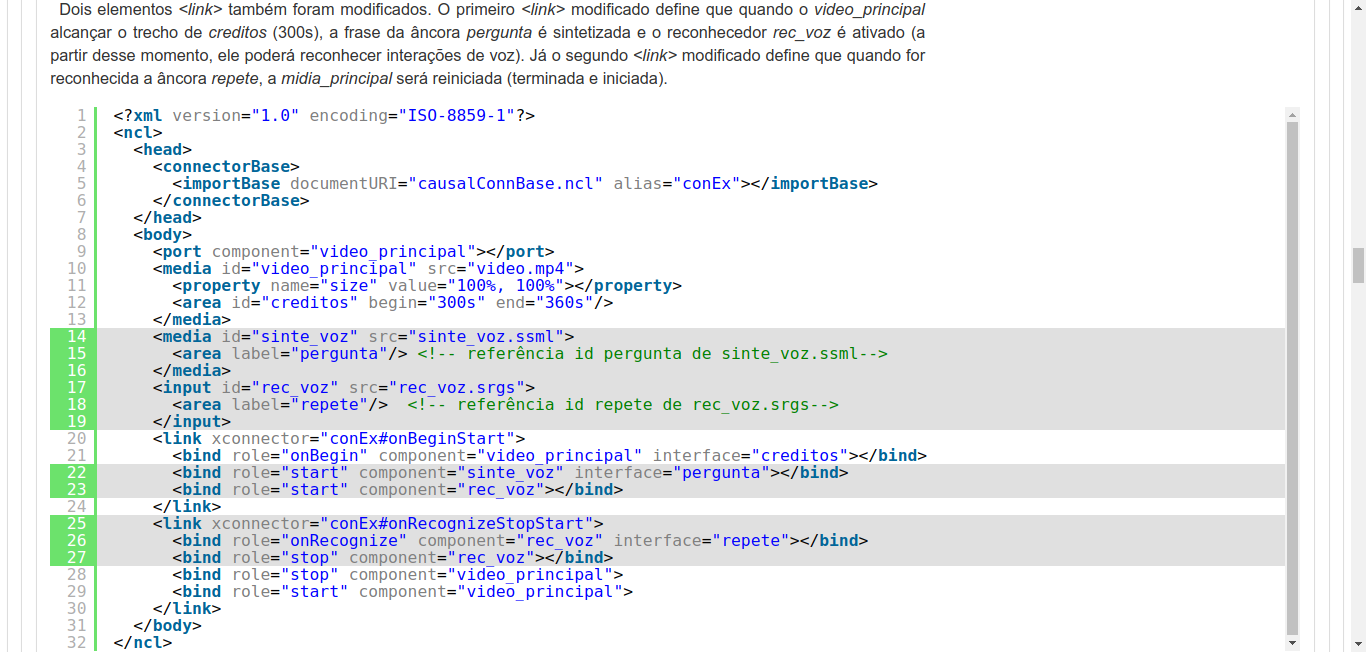 Dois elementos <link> também foram modificados. O primeiro <link> modificado define que quando o video_principal
alcançar o trecho de creditos (300s), a frase da âncora pergunta é sintetizada e o reconhecedor rec_voz é ativado (a
partir desse momento, ele poderá reconhecer interações de voz). Já o segundo <link> modificado define que quando for
reconhecida a âncora repete, a midia_principal será reiniciada (terminada e iniciada).
1 <?xml version="1.0" encoding="ISO-8859-1"?>
2 <ncl>
3   <head>
4     <connectorBase>
5       <importBase documentURI="causalConnBase.ncl" alias="conEx"></importBase>
6     </connectorBase>
7   </head>
8   <body>
9     <port component="video_principal"></port>
10     <media id="video_principal" src="video.mp4">
11       <property name="size" value="100%, 100%"></property>
12       <area id="creditos" begin="300s" end="360s"/>
13     </media>
14     <media id="sinte_voz" src="sinte_voz.ssml">
15       <area label="pergunta"/> <!-- referência id pergunta de sinte_voz.ssml-->
16     </media>
17     <input id="rec_voz" src="rec_voz.srgs">
18       <area label="repete"/>  <!-- referência id repete de rec_voz.srgs-->
19     </input>
20     <link xconnector="conEx#onBeginStart">
21       <bind role="onBegin" component="video_principal" interface="creditos"></bind>
22       <bind role="start" component="sinte_voz" interface="pergunta"></bind>
23       <bind role="start" component="rec_voz"></bind>
24     </link>
25     <link xconnector="conEx#onRecognizeStopStart">
26       <bind role="onRecognize" component="rec_voz" interface="repete"></bind>
27       <bind role="stop" component="rec_voz"></bind>
28       <bind role="stop" component="video_principal">
29       <bind role="start" component="video_principal">
30     </link>
31   </body>
32 </ncl>